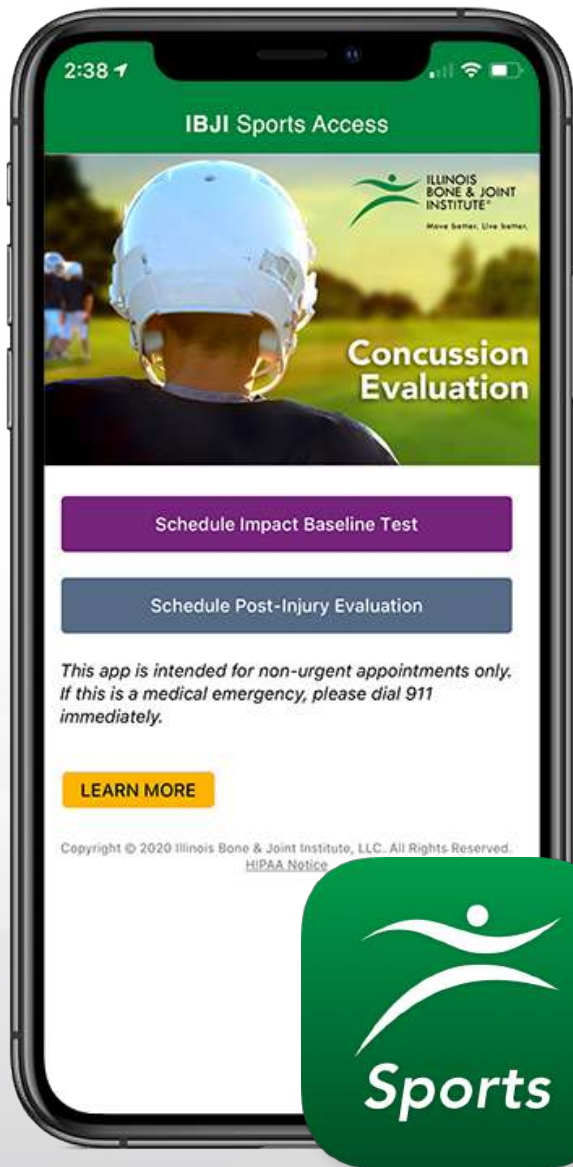 2:38
IBJI Sports Access
ILLINOIS
BONE & JOINT
INSTITUTE®
Move better. Live better.
Concussion
Evaluation
Schedule Impact Baseline Test
Schedule Post-Injury Evaluation
This app is intended for non-urgent appointments only.
If this is a medical emergency, please dial 911
immediately.
LEARN MORE
Copyright © 2020 Illinois Bone & Joint Institute, LLC. All Rights Reserved.
HIPAA Notice
Sports